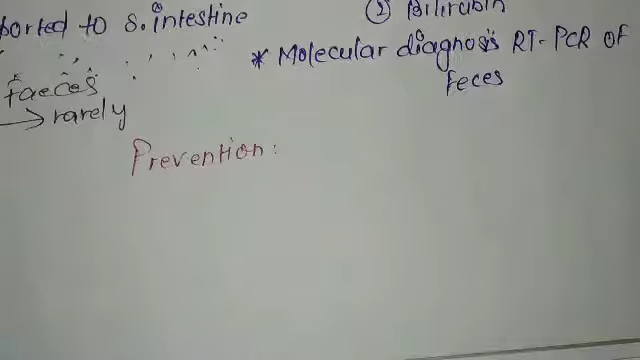 ported to S. intestine
faeces
→ rarely
② Bilirubin
* Molecular diagnosis RT-PCR of
feces
Prevention: